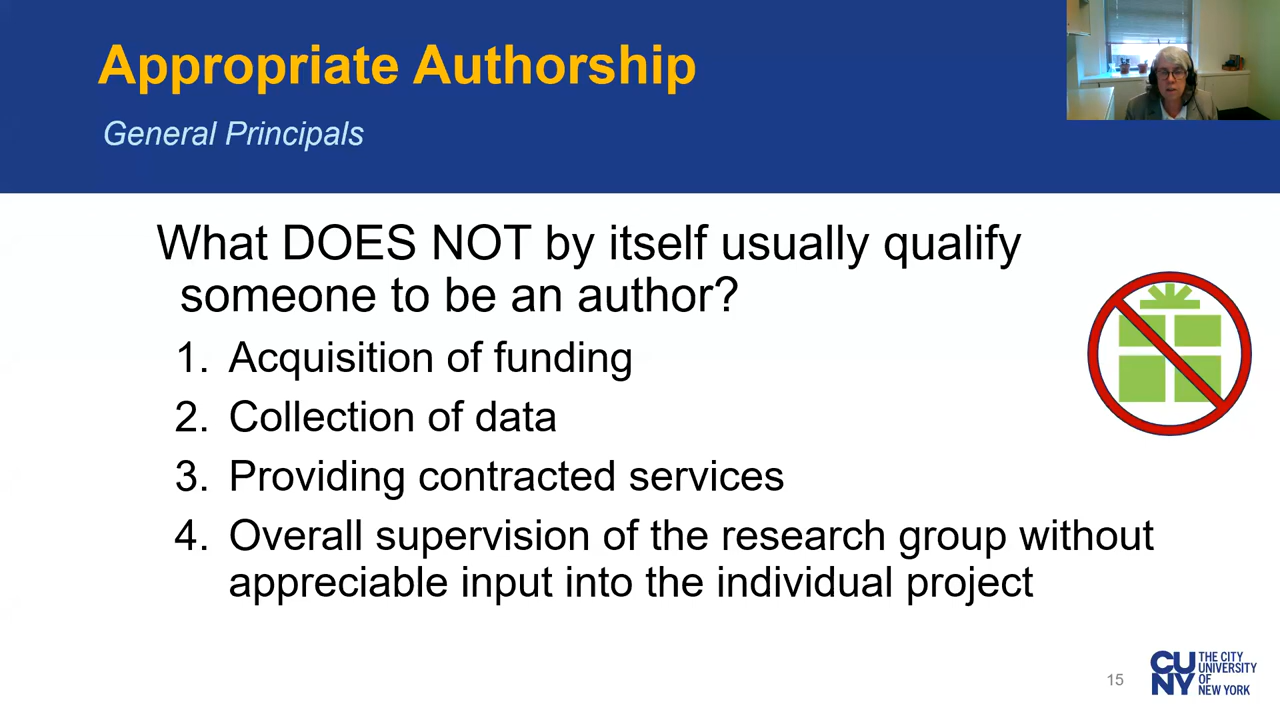 Appropriate Authorship
General Principals
What DOES NOT by itself usually qualify
someone to be an author?
1. Acquisition of funding
2. Collection of data
3. Providing contracted services
4. Overall supervision of the research group without
appreciable input into the individual project
15
CU
NY
THE CITY
UNIVERSITY
OF
NEW YORK